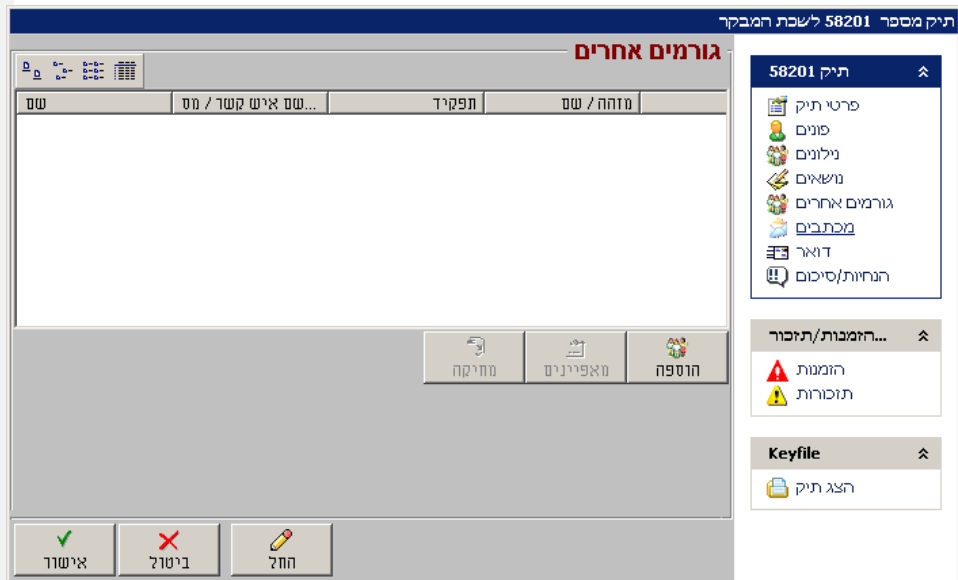 תיק מספר 58201 לשכת המבקר
גורמים אחרים
מזהה / שם
תפקיד
שם איש קשר / מס...
שם
הוספה
מאפיינים
מחיקה
אישור
ביטול
החל
תיק 58201
פרטי תיק
פונים
נילונים
נושאים
גורמים אחרים
מכתבים
דואר
הנחיות/סיכום
הזמנות/תזכור...
הזמנות
תזכורות
Keyfile
הצג תיק